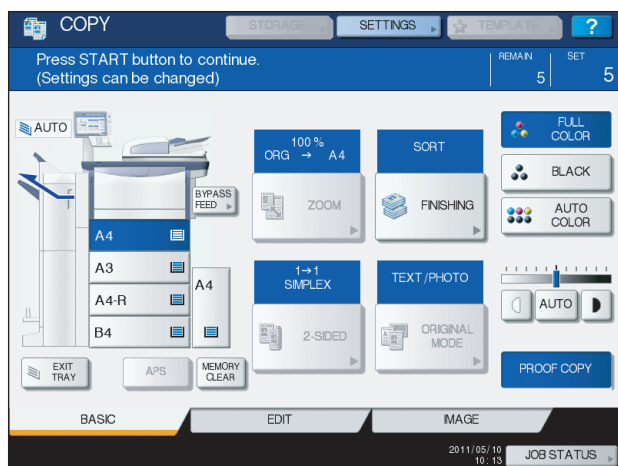 COPY
STORAGE
SETTINGS
TEMPLATE
?
Press START button to continue.
(Settings can be changed)
REMAIN
5
SET
5
AUTO
BYPASS
FEED
A4
A3
A4-R
B4
A4
EXIT
TRAY
APS
MEMORY
CLEAR
100 %
ORG → A4
ZOOM
SORT
FINISHING
1→1
SIMPLEX
2-SIDED
TEXT/PHOTO
ORIGINAL
MODE
FULL
COLOR
BLACK
AUTO
COLOR
AUTO
PROOF COPY
BASIC
EDIT
IMAGE
2011/05/10
10:13
JOB STATUS